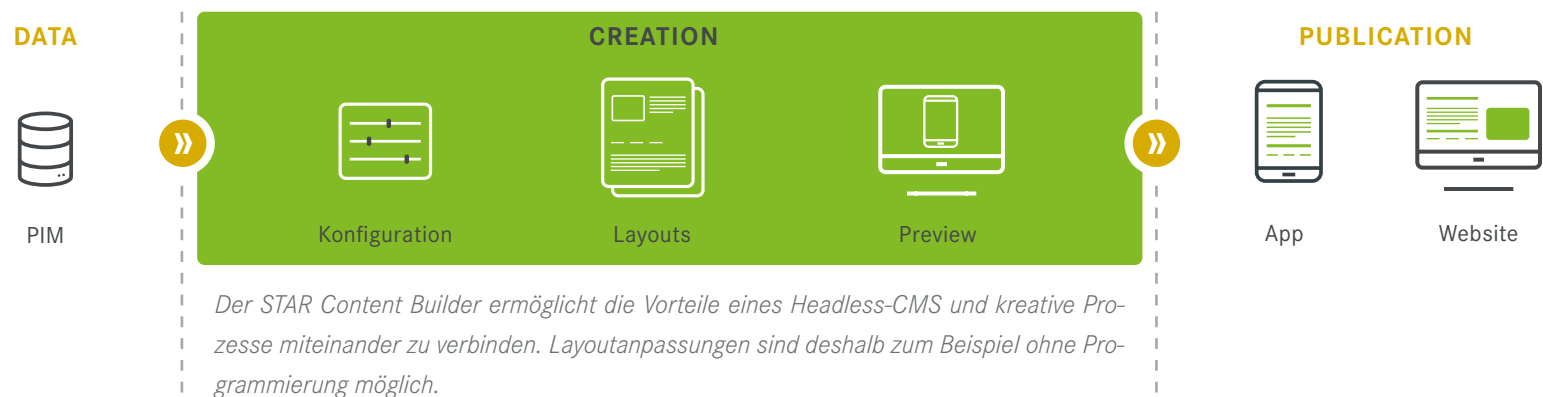 DATA
CREATION
PUBLICATION
PIM
Konfiguration
Layouts
Preview
App
Website
Der STAR Content Builder ermöglicht die Vorteile eines Headless-CMS und kreative Pro-
zesse miteinander zu verbinden. Layoutanpassungen sind deshalb zum Beispiel ohne Pro-
grammierung möglich.